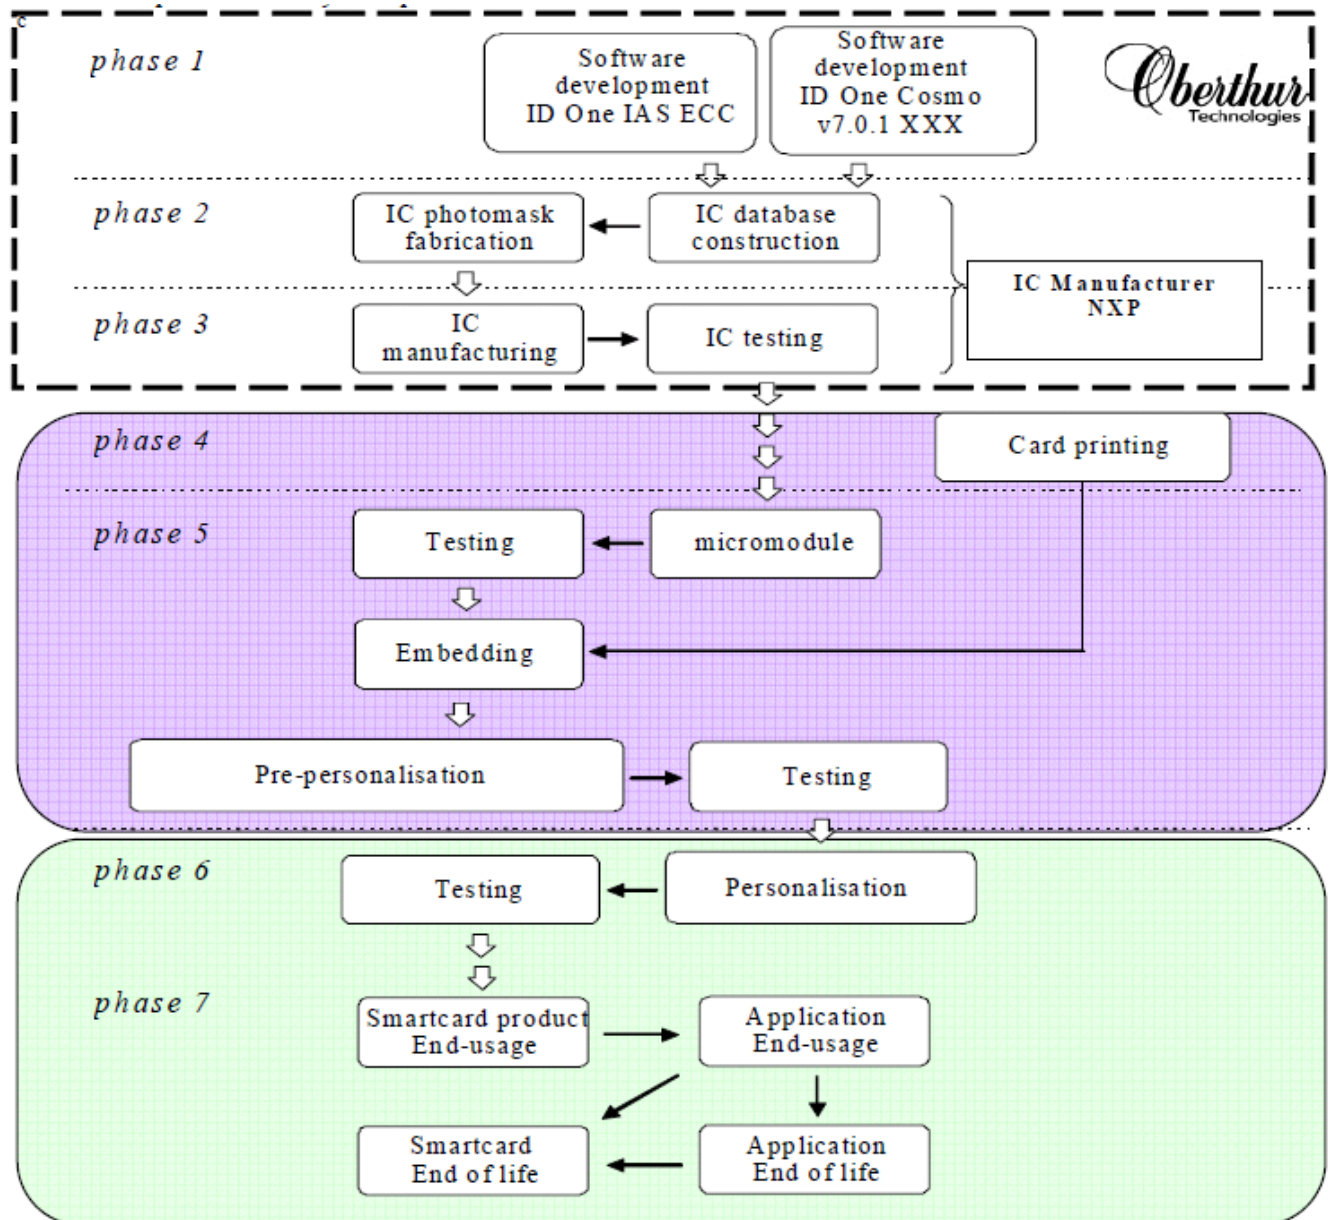 c
phase 1
Software
development
ID One IAS ECC
Software
development
ID One Cosmo
v7.0.1 XXX
Oberthur
Technologies
phase 2
IC photomask
fabrication
IC database
construction
IC Manufacturer
NXP
phase 3
IC
manufacturing
IC testing
phase 4
Card printing
phase 5
Testing
micromodule
Embedding
Pre-personalisation
Testing
phase 6
Testing
Personalisation
phase 7
Smartcard product
End-usage
Application
End-usage
Smartcard
End of life
Application
End of life